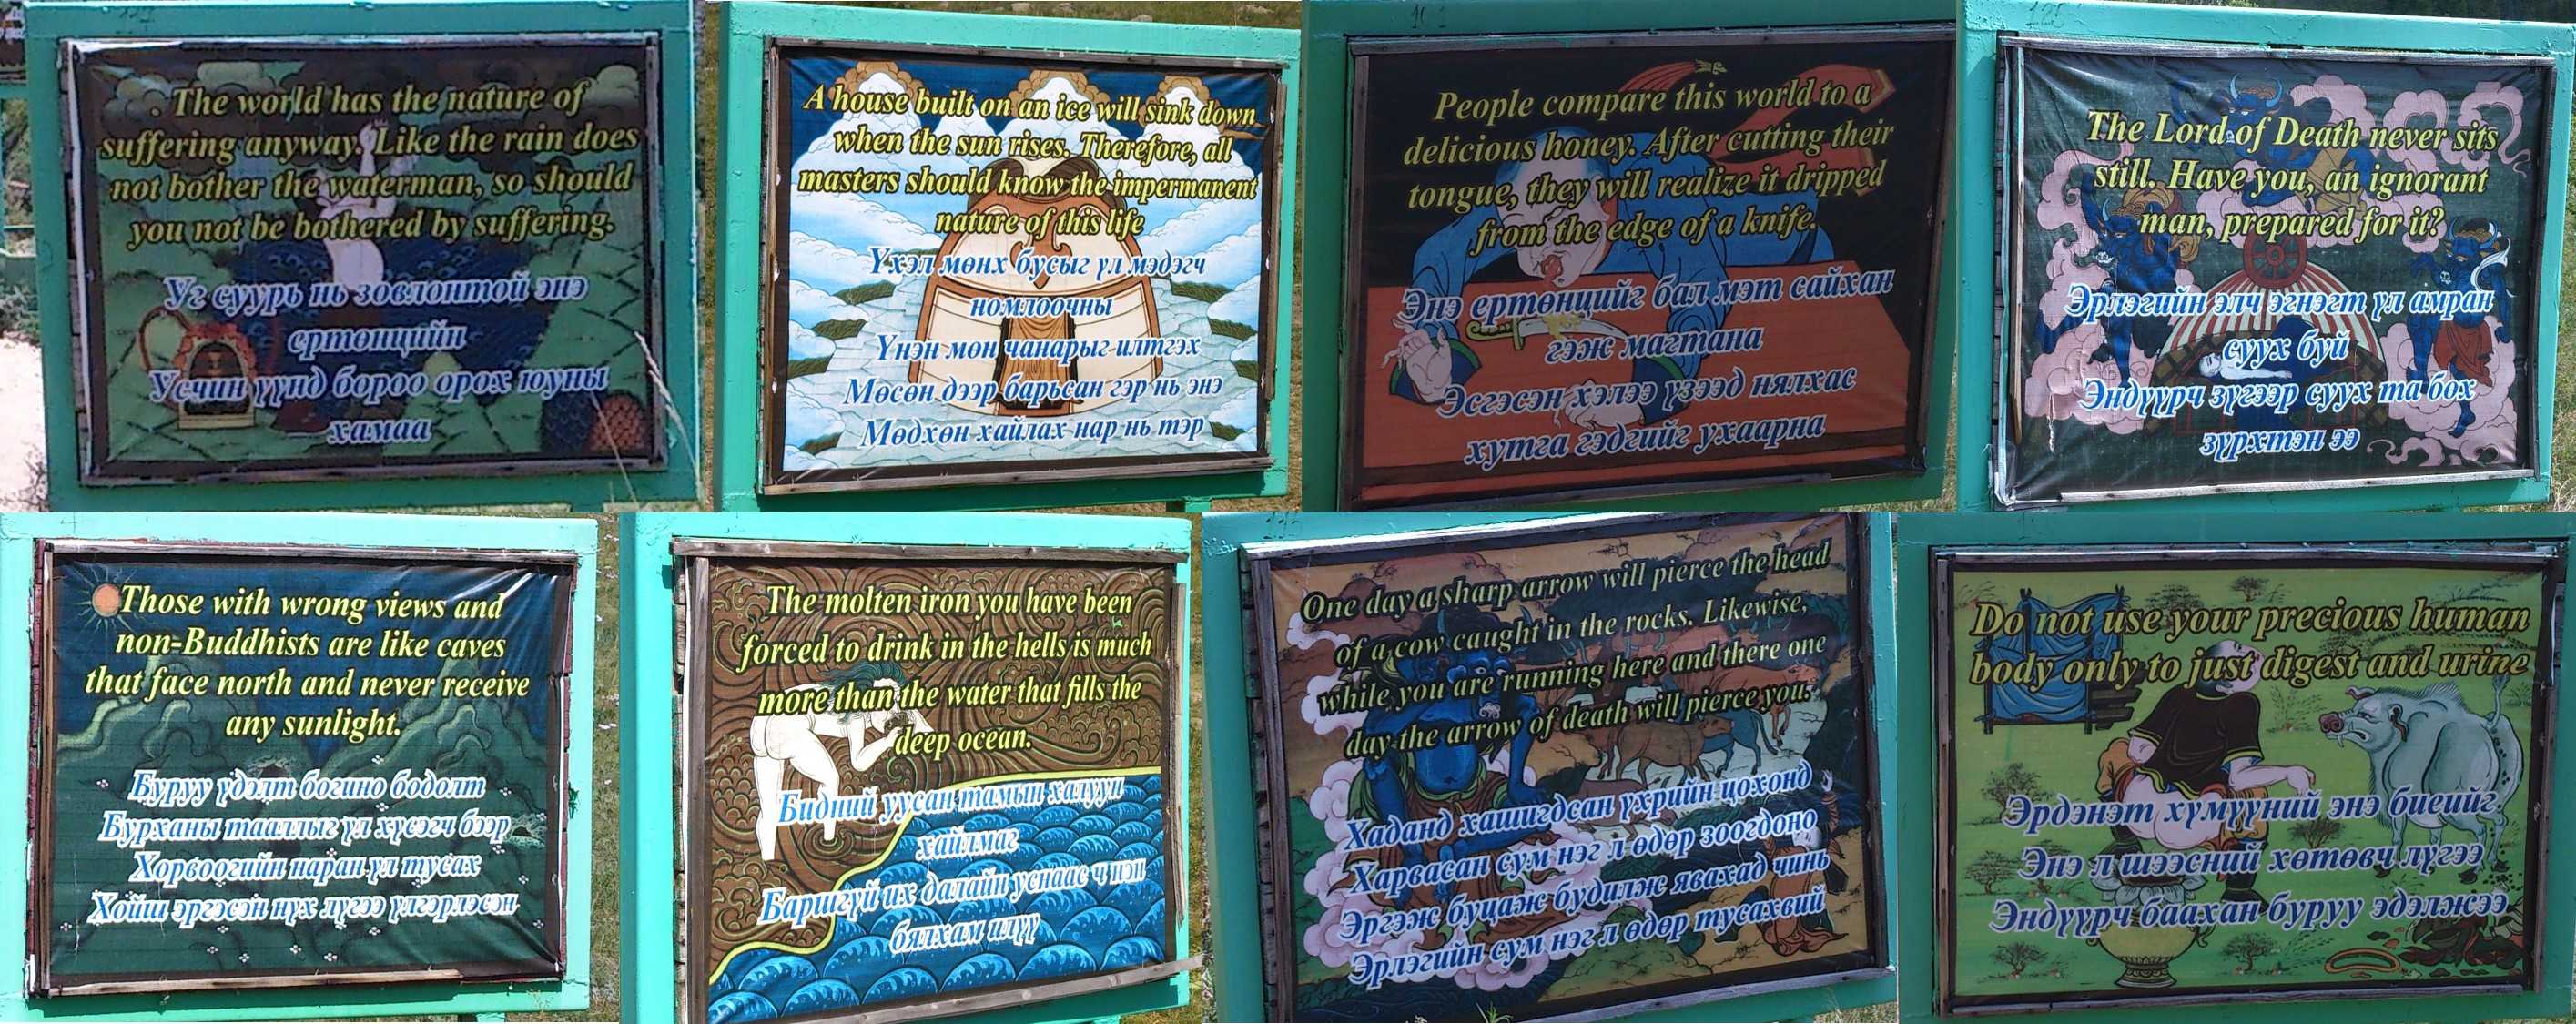 The world has the nature of
suffering anyway. Like the rain does
not bother the waterman, so should
you not be bothered by suffering.
Уг суурь нь зовлонтой энэ
ертөнцийн
Усчин үүнд бороо орох юуны
хамаа
A house built on an ice will sink down
when the sun rises. Therefore, all
masters should know the impermanent
nature of this life
Үхэл мөнх бусыг үл мэдэгч
номлоочны
Үнэн мөн чанарыг илтгэх
Мөсөн дээр барьсан гэр нь энэ
Мөдхөн хайлах нар нь тэр
101
People compare this world to a
delicious honey. After cutting their
tongue, they will realize it dripped
from the edge of a knife.
Энэ ертөнцийг бал мэт сайхан
гээж магтана
Эсгэсэн хэлээ үзээд нялхас
хутга гэдгийг ухаарна
The Lord of Death never sits
still. Have you, an ignorant
man, prepared for it?
Эрлэгийн элч эгнэгт үл амран
суух буй
Эндүүрч зүгээр суух та бөх
зүрхтэн ээ
Those with wrong views and
non-Buddhists are like caves
that face north and never receive
any sunlight.
Буруу үдэлт богино бодолт
Бурханы тааллыг үл хүсэгч бээр
Хорвоогийн наран үл тусах
Хойш эргэсэн нүх лүгээ үлгэрлэсэн
The molten iron you have been
forced to drink in the hells is much
more than the water that fills the
deep ocean.
Бидний уусан тамын халуун
хайлмаг
Баршгүй их далайн уснаас ч нэн
бялхам илүү
One day a sharp arrow will pierce the head
of a cow caught in the rocks. Likewise,
while you are running here and there one
day the arrow of death will pierce you.
Хаданд хашигдсан үхрийн цохонд
Харвасан сум нэг л өдөр зоогдоно
Эргээж буцааж будилж явахад чинь
Эрлэгийн сум нэг л өдөр тусахвий
Do not use your precious human
body only to just digest and urine
Эрдэнэт хүмүүний энэ биеийг
Энэ л шээсний хөтөвч лүгээ
Эндүүрч баахан буруу эдэлжээ